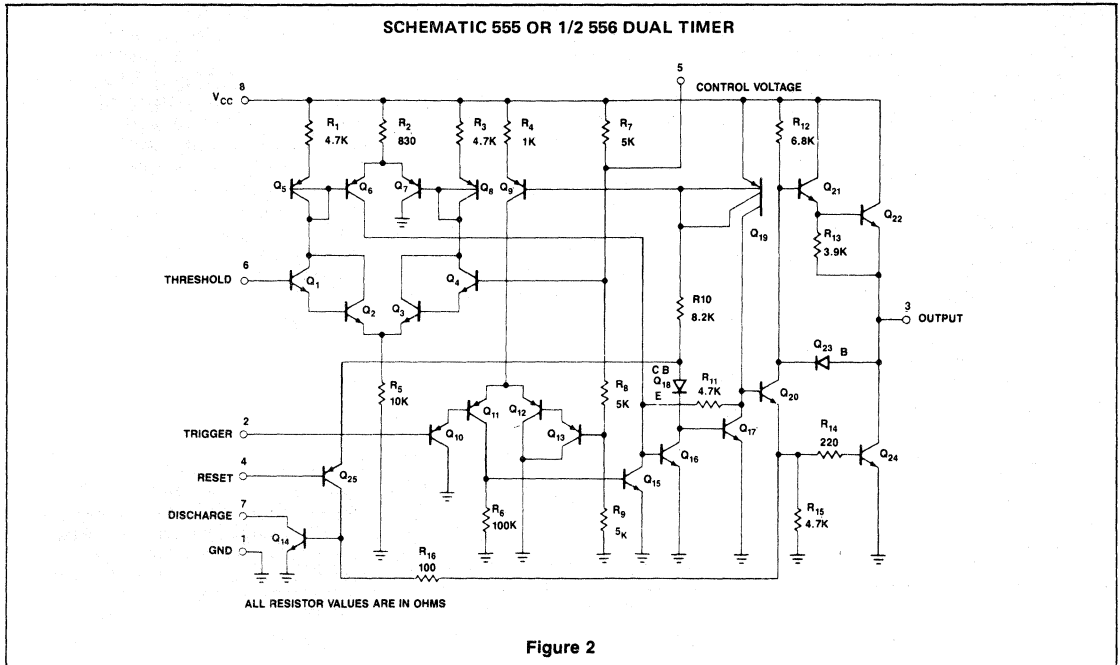 SCHEMATIC 555 OR 1/2 556 DUAL TIMER
5
CONTROL VOLTAGE
8
VCC
R1
4.7K
R2
830
R3
4.7K
R4
1K
R7
5K
R12
6.8K
Q5
Q6
Q7
Q8
Q9
Q19
Q21
Q22
R13
3.9K
6
THRESHOLD
Q1
Q2
Q3
Q4
R10
8.2K
3
OUTPUT
Q23
B
C B
Q18
E
R11
4.7K
R5
10K
R8
5K
Q20
Q10
Q11
Q12
Q13
2
TRIGGER
R14
220
Q17
Q16
Q24
4
RESET
Q25
Q15
7
DISCHARGE
R6
100K
R9
5K
R15
4.7K
Q14
1
GND
R16
100
ALL RESISTOR VALUES ARE IN OHMS
Figure 2